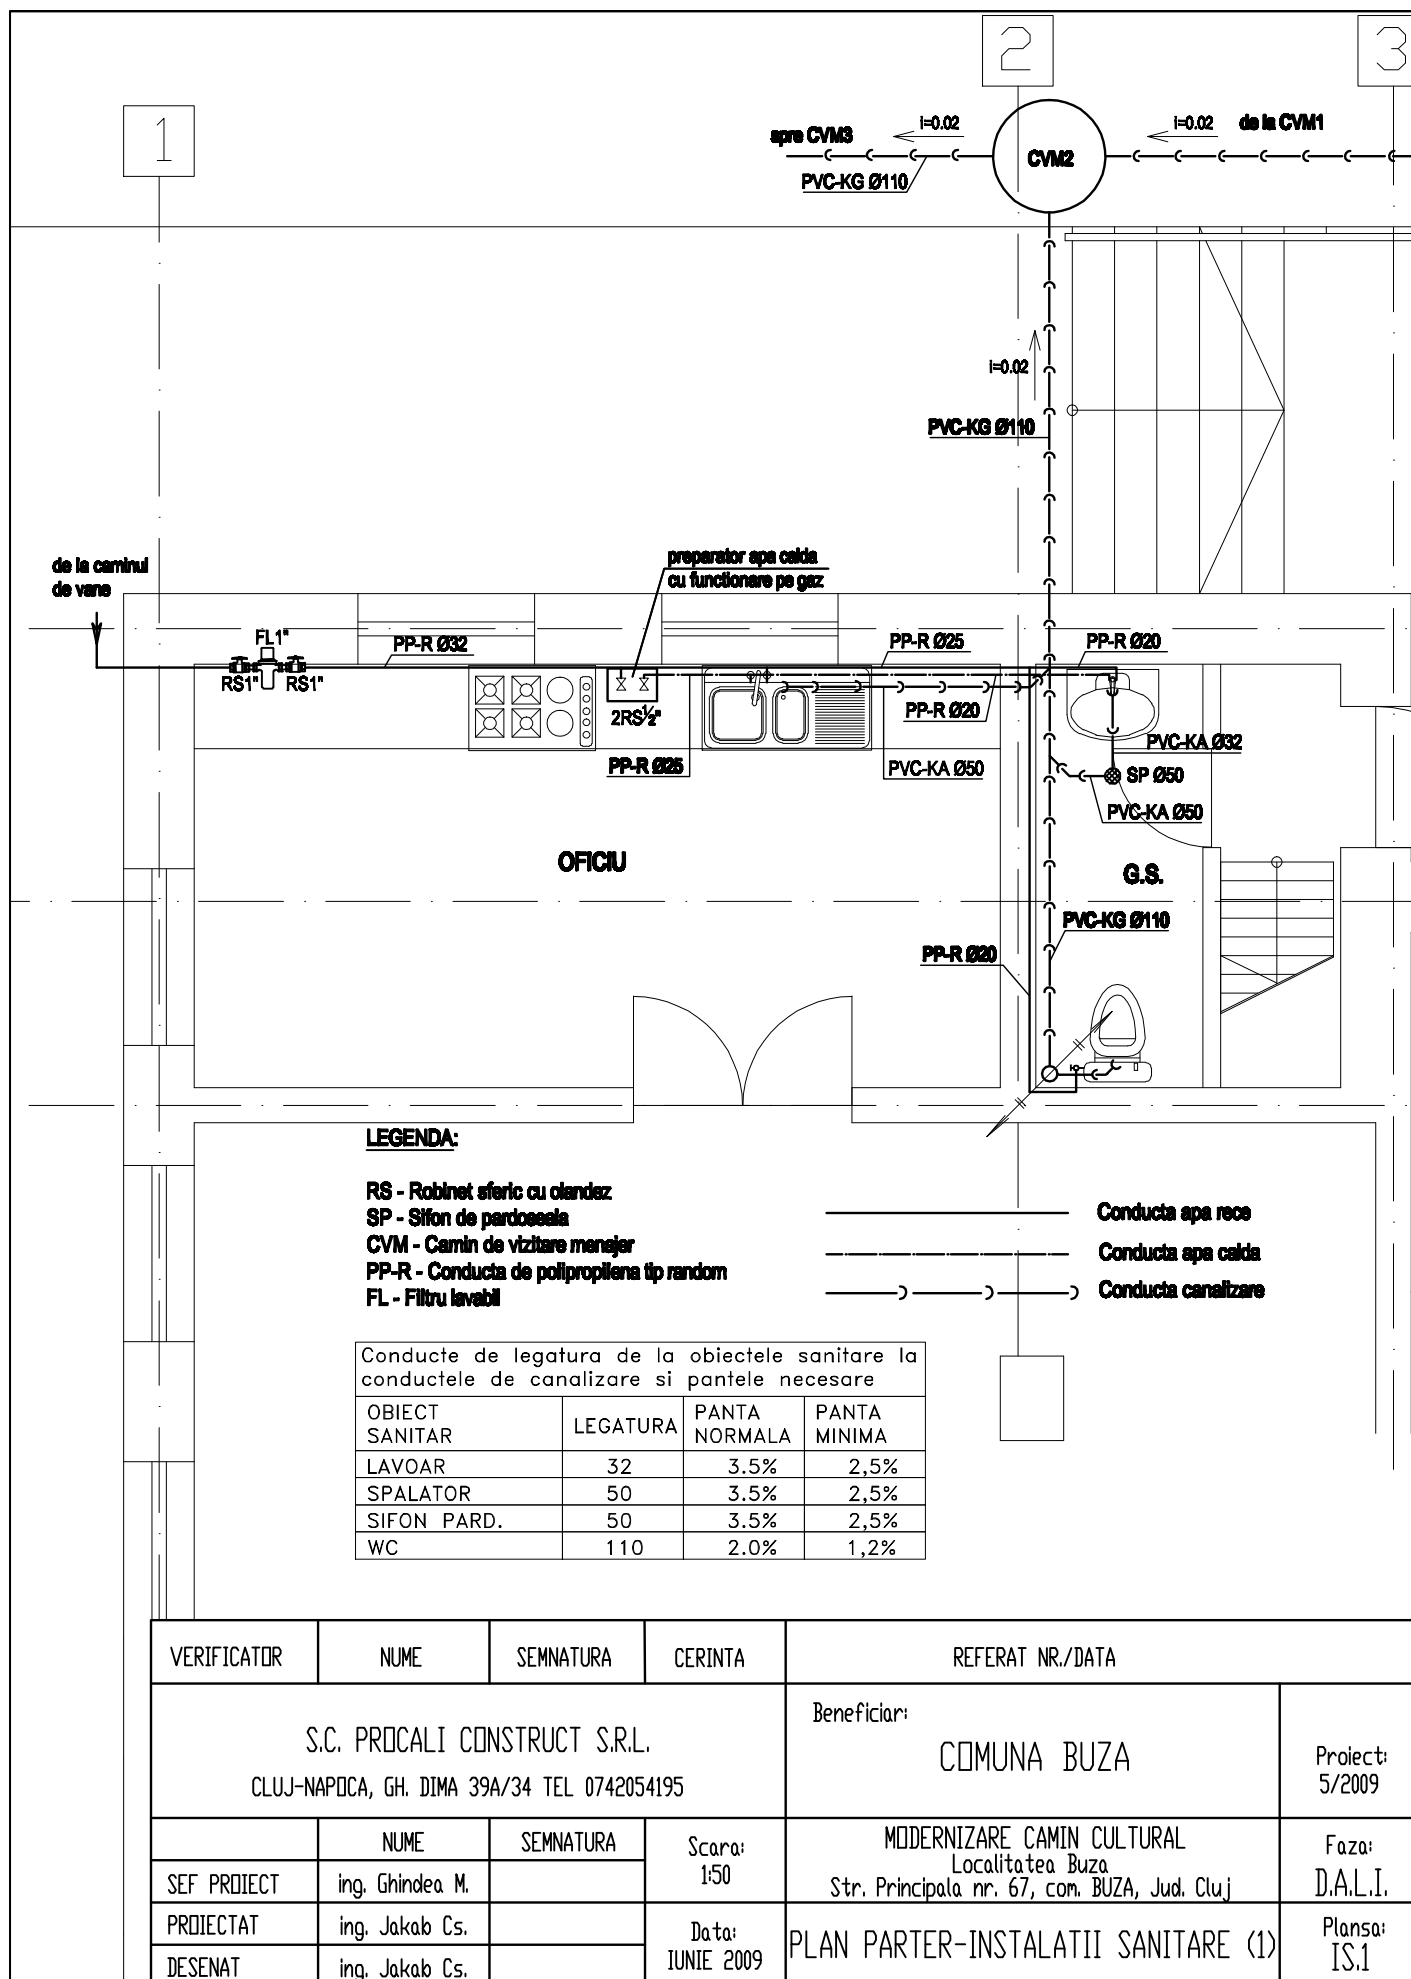 1
2
3
spre CVM3
i=0.02
CVM2
i=0.02
de la CVM1
PVC-KG Ø110
i=0.02
PVC-KG Ø110
de la caminul
de vane
preparator apa calda
cu functionare pe gaz
FL1"
RS1"
RS1"
PP-R Ø32
PP-R Ø25
PP-R Ø20
2RS½"
PP-R Ø20
PP-R Ø25
PVC-KA Ø50
PVC-KA Ø32
SP Ø50
PVC-KA Ø50
OFICIU
G.S.
PVC-KG Ø110
PP-R Ø20
LEGENDA:
RS - Robinet sferic cu olandez
SP - Sifon de pardoseala
CVM - Camin de vizitare menajer
PP-R - Conducta de polipropilena tip random
FL - Filtru lavabil
Conducta apa rece
Conducta apa calda
Conducta canalizare
Conducte de legatura de la obiectele sanitare la
conductele de canalizare si pantele necesare
OBIECT SANITAR LEGATURA PANTA NORMALA PANTA MINIMA
LAVOAR 32 3.5% 2,5%
SPALATOR 50 3.5% 2,5%
SIFON PARD. 50 3.5% 2,5%
WC 110 2.0% 1,2%
VERIFICATOR NUME SEMNATURA CERINTA REFERAT NR./DATA
S.C. PROCALI CONSTRUCT S.R.L.
CLUJ-NAPOCA, GH. DIMA 39A/34 TEL 0742054195
Beneficiar:
COMUNA BUZA
Proiect:
5/2009
NUME SEMNATURA
SEF PROIECT ing. Ghindea M.
PROIECTAT ing. Jakab Cs.
DESENAT ing. Jakab Cs.
Scara:
1:50
Data:
IUNIE 2009
MODERNIZARE CAMIN CULTURAL
Localitatea Buza
Str. Principala nr. 67, com. BUZA, Jud. Cluj
PLAN PARTER-INSTALATII SANITARE (1)
Faza:
D.A.L.I.
Plansa:
IS.1